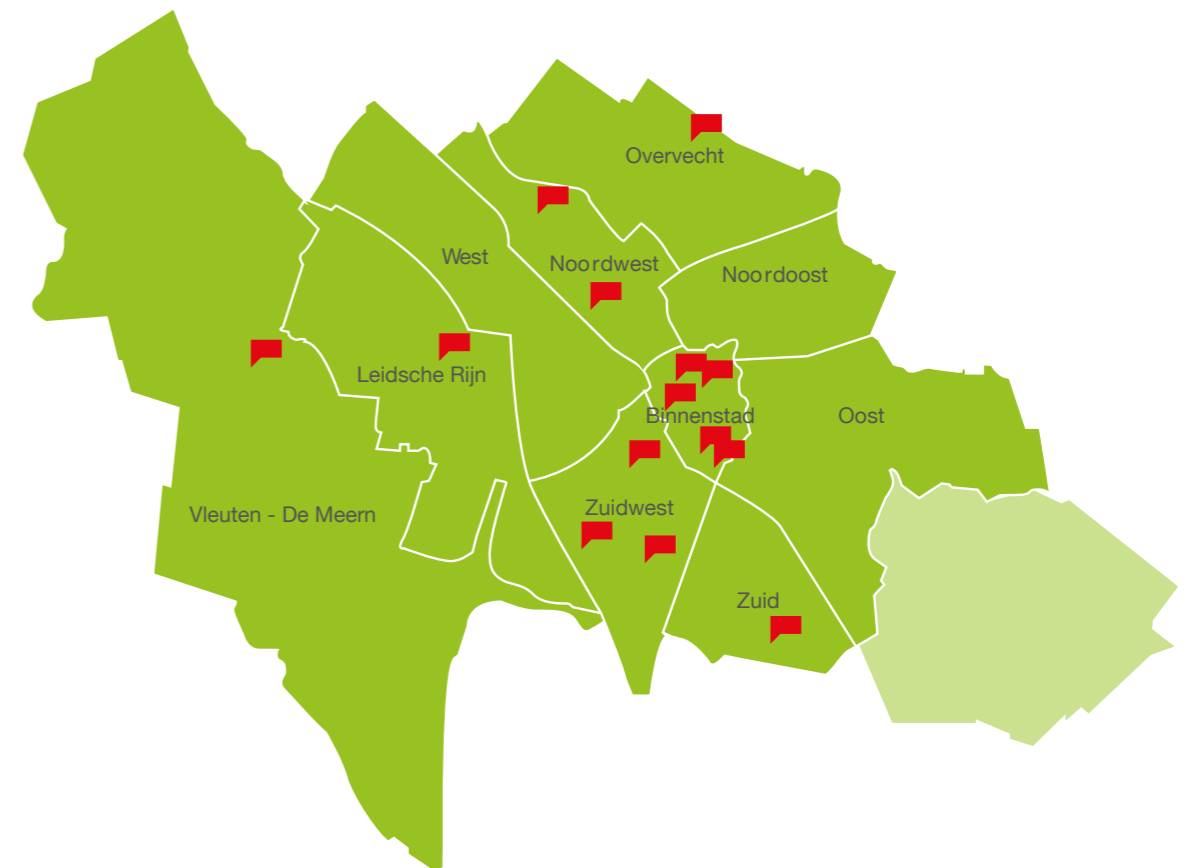 Overvecht
West
Noordwest
Noordoost
Leidsche Rijn
Binnenstad
Oost
Vleuten - De Meern
Zuidwest
Zuid